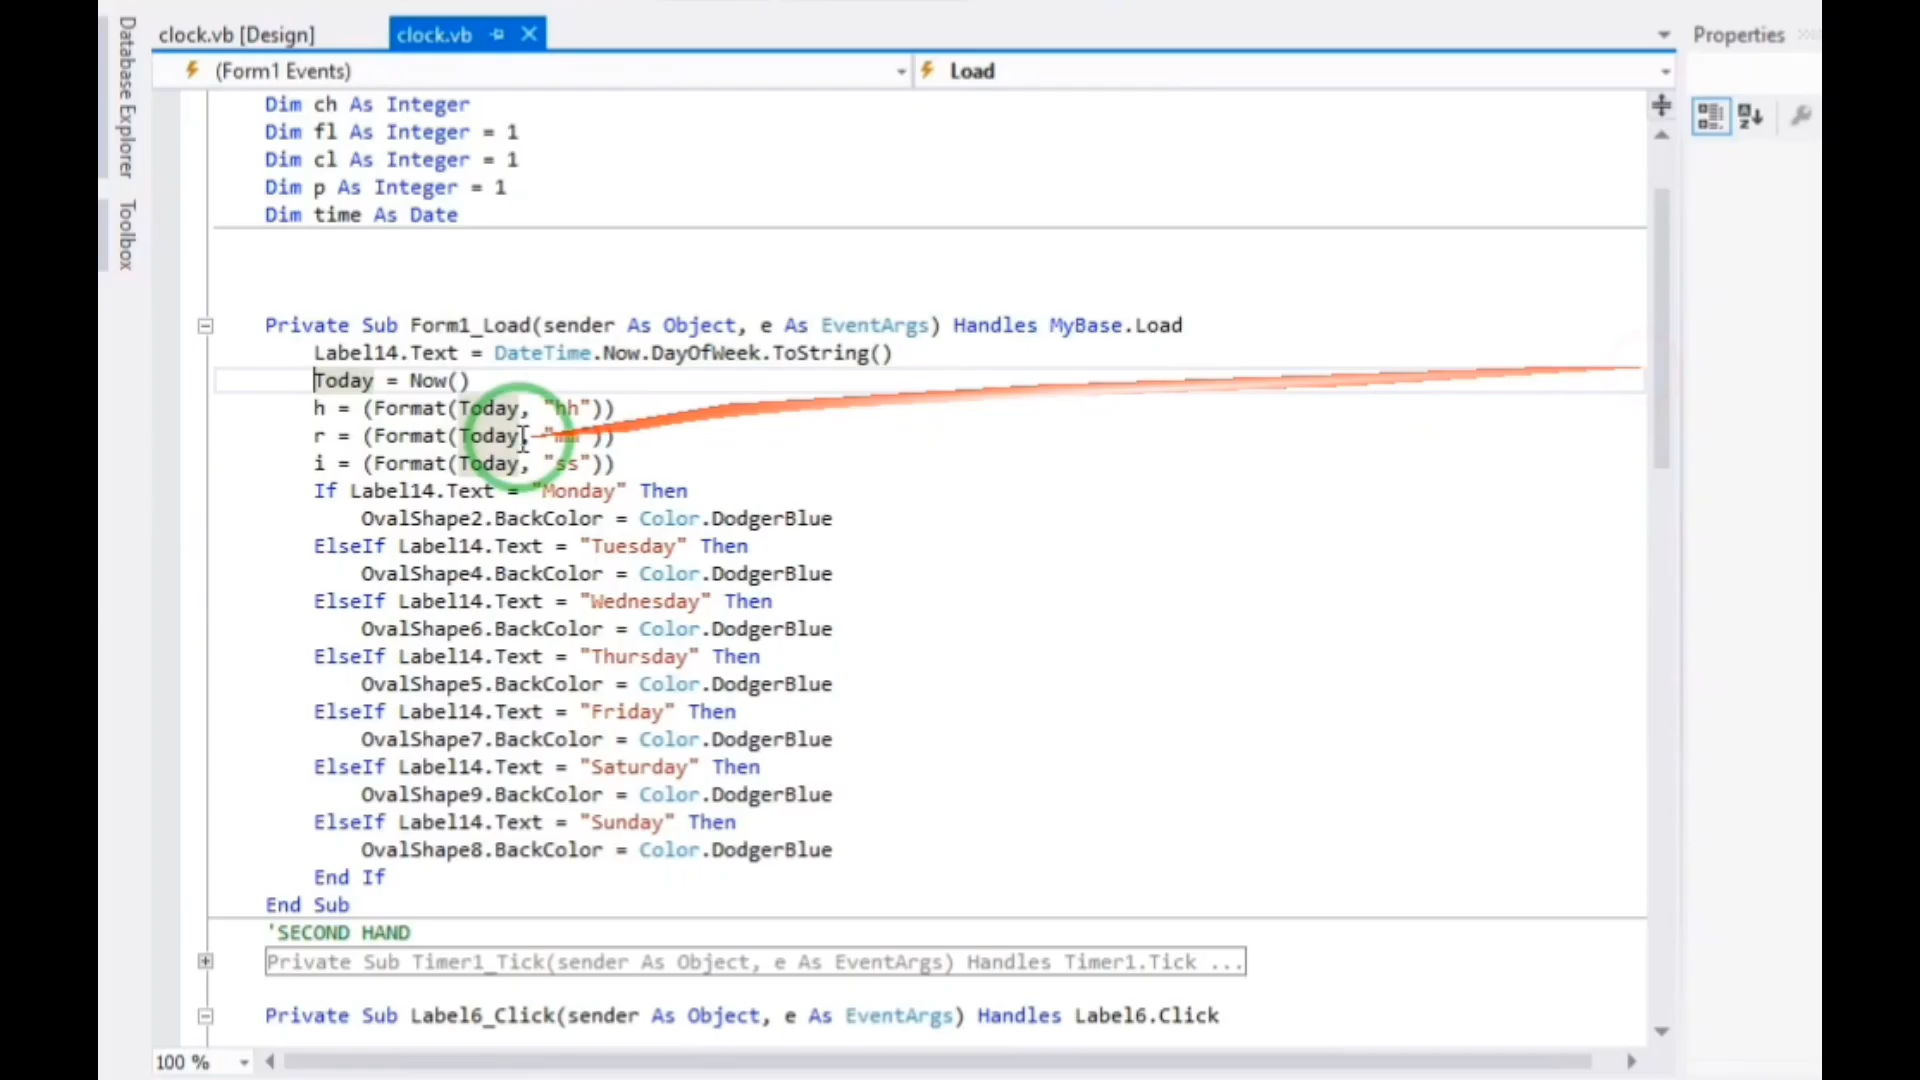 Database Explorer
Toolbox
clock.vb [Design]
clock.vb
Properties
(Form1 Events)
Load
Dim ch As Integer
Dim fl As Integer = 1
Dim cl As Integer = 1
Dim p As Integer = 1
Dim time As Date
Private Sub Form1_Load(sender As Object, e As EventArgs) Handles MyBase.Load
Label14.Text = DateTime.Now.DayOfWeek.ToString()
Today = Now()
h = (Format(Today, "hh"))
r = (Format(Today, "))
i = (Format(Today, "ss"))
If Label14.Text = "Monday" Then
OvalShape2.BackColor = Color.DodgerBlue
ElseIf Label14.Text = "Tuesday" Then
OvalShape4.BackColor = Color.DodgerBlue
ElseIf Label14.Text = "Wednesday" Then
OvalShape6.BackColor = Color.DodgerBlue
ElseIf Label14.Text = "Thursday" Then
OvalShape5.BackColor = Color.DodgerBlue
ElseIf Label14.Text = "Friday" Then
OvalShape7.BackColor = Color.DodgerBlue
ElseIf Label14.Text = "Saturday" Then
OvalShape9.BackColor = Color.DodgerBlue
ElseIf Label14.Text = "Sunday" Then
OvalShape8.BackColor = Color.DodgerBlue
End If
End Sub
'SECOND HAND
Private Sub Timer1_Tick(sender As Object, e As EventArgs) Handles Timer1.Tick ...
Private Sub Label6_Click(sender As Object, e As EventArgs) Handles Label6.Click
100 %